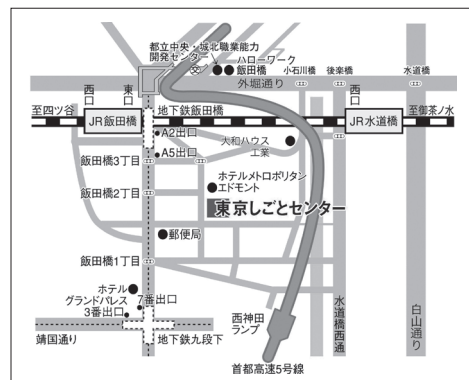 都立中央・城北職業能力
開発センター
ハローワーク
飯田橋
小石川橋
後楽橋
水道橋
外堀通り
西口
東口
西口
至四ツ谷
地下鉄飯田橋
至御茶ノ水
JR飯田橋
JR水道橋
A2出口
大和ハウス
工業
A5出口
飯田橋3丁目
ホテルメトロポリタン
エドモント
飯田橋2丁目
東京しごとセンター
郵便局
飯田橋1丁目
ホテル
グランドパレス
7番出口
3番出口
西神田
ランプ
水道橋西通
白山通り
靖国通り
地下鉄九段下
首都高速5号線